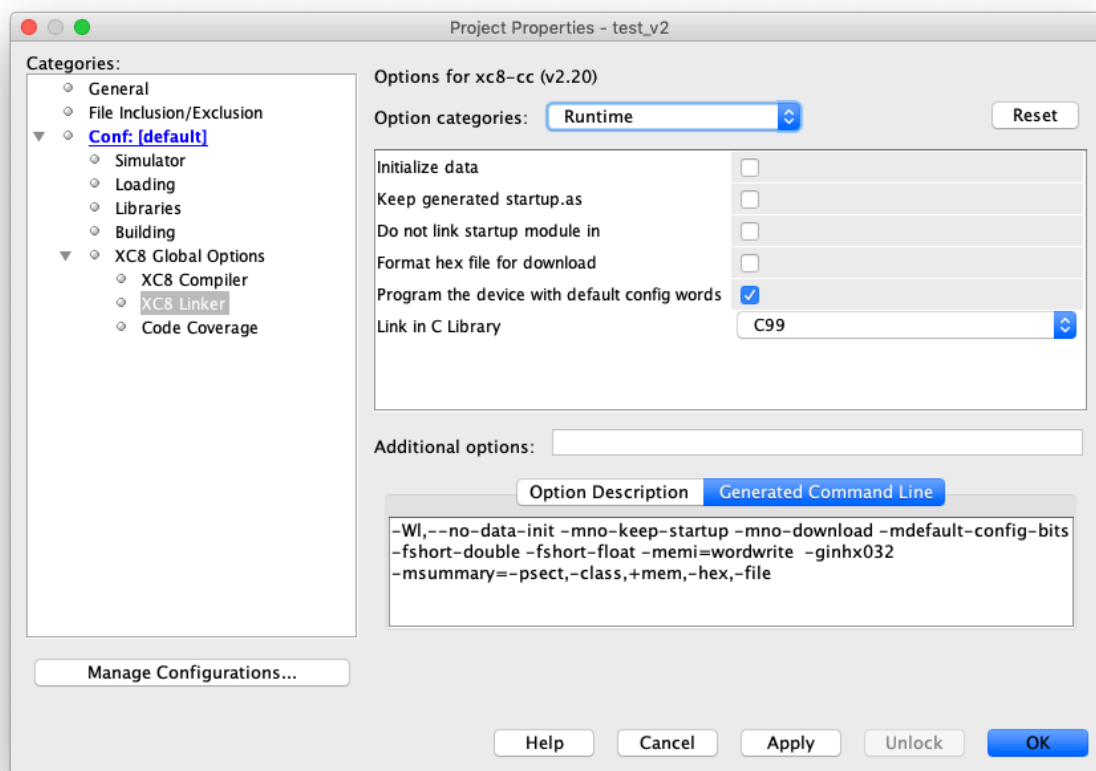 Project Properties - test_v2
Categories:
General
File Inclusion/Exclusion
Conf: [default]
Simulator
Loading
Libraries
Building
XC8 Global Options
XC8 Compiler
XC8 Linker
Code Coverage
Manage Configurations...
Options for xc8-cc (v2.20)
Option categories: Runtime Reset
Initialize data
Keep generated startup.as
Do not link startup module in
Format hex file for download
Program the device with default config words
Link in C Library C99
Additional options:
Option Description Generated Command Line
-Wl,--no-data-init -mno-keep-startup -mno-download -mdefault-config-bits
-fshort-double -fshort-float -memi=wordwrite -ginhx032
-msummary=-psect,-class,+mem,-hex,-file
Help Cancel Apply Unlock OK